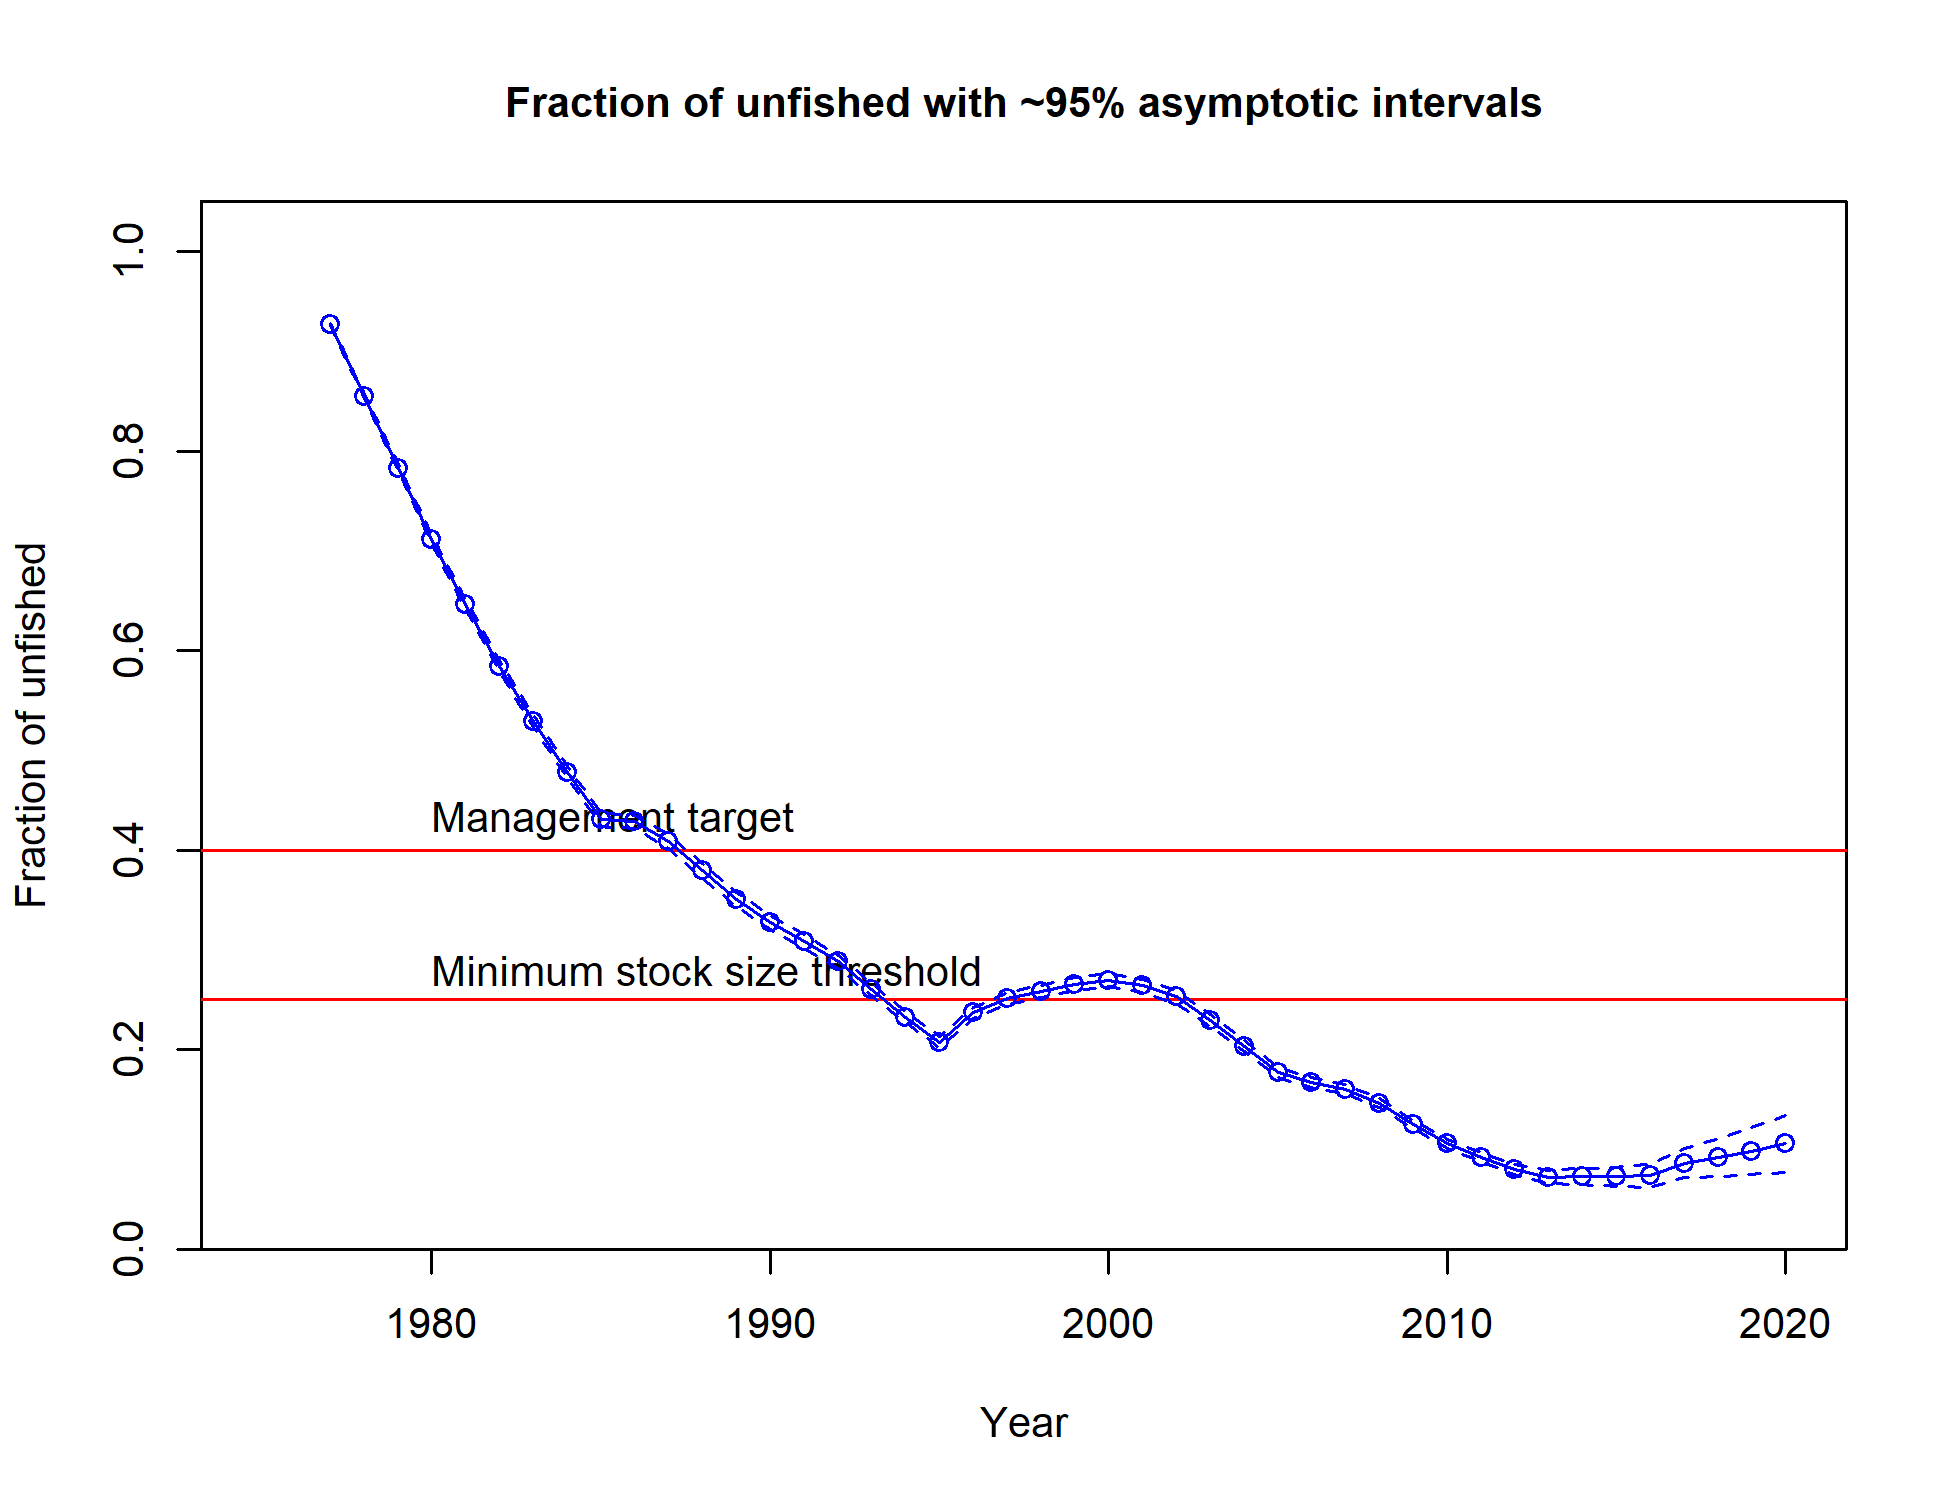 Fraction of unfished with ~95% asymptotic intervals
Fraction of unfished
1.0
0.8
0.6
0.4
0.2
0.0
Management target
Minimum stock size threshold
1980
1990
2000
2010
2020
Year